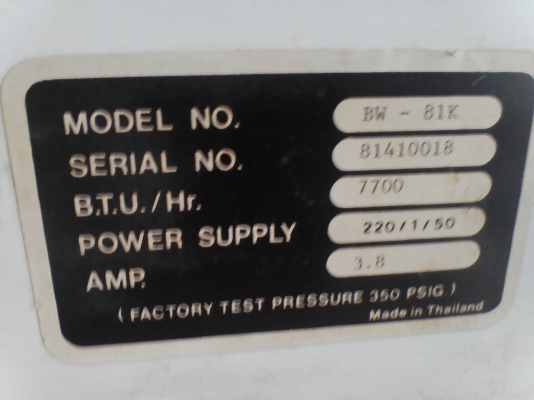 MODEL NO. BW - 81K
SERIAL NO. 81410018
B.T.U./Hr. 7700
POWER SUPPLY 220/1/50
AMP. 3.8
(FACTORY TEST PRESSURE 350 PSIG.)
Made in Thailand